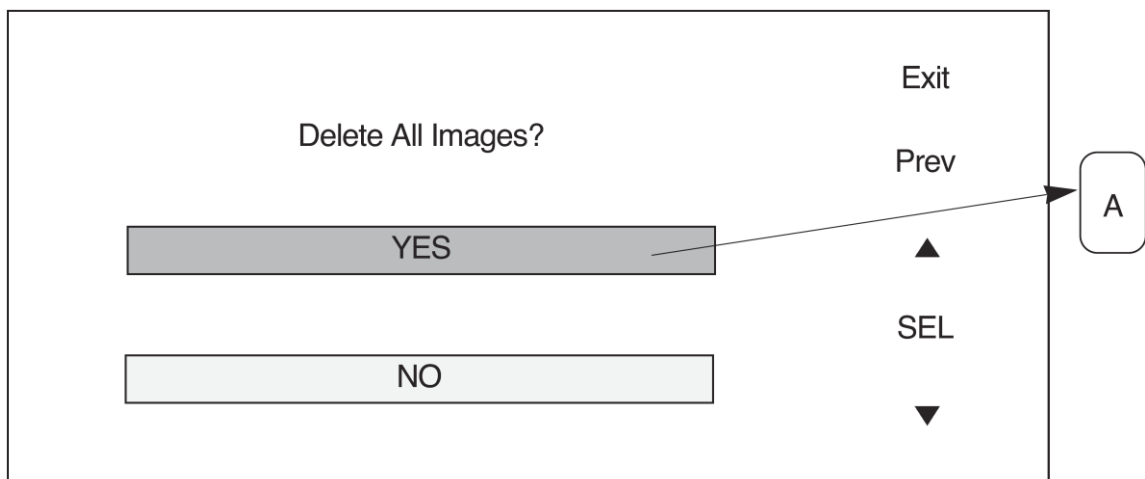 Delete All Images?
YES
NO
Exit
Prev
▲
SEL
▼
A